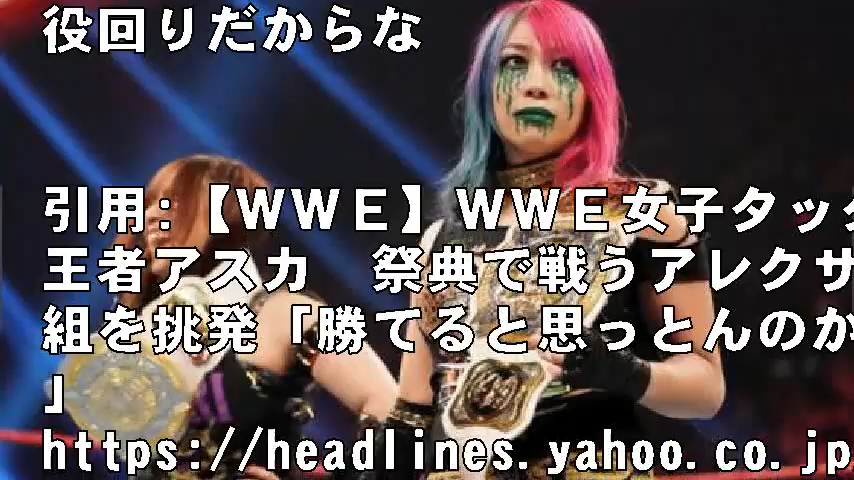 役回りだからな
引用:【ＷＷＥ】ＷＷＥ女子タッグ
王者アスカ　祭典で戦うアレクサ
組を挑発「勝てると思っとんのか
」
https://headlines.yahoo.co.jp